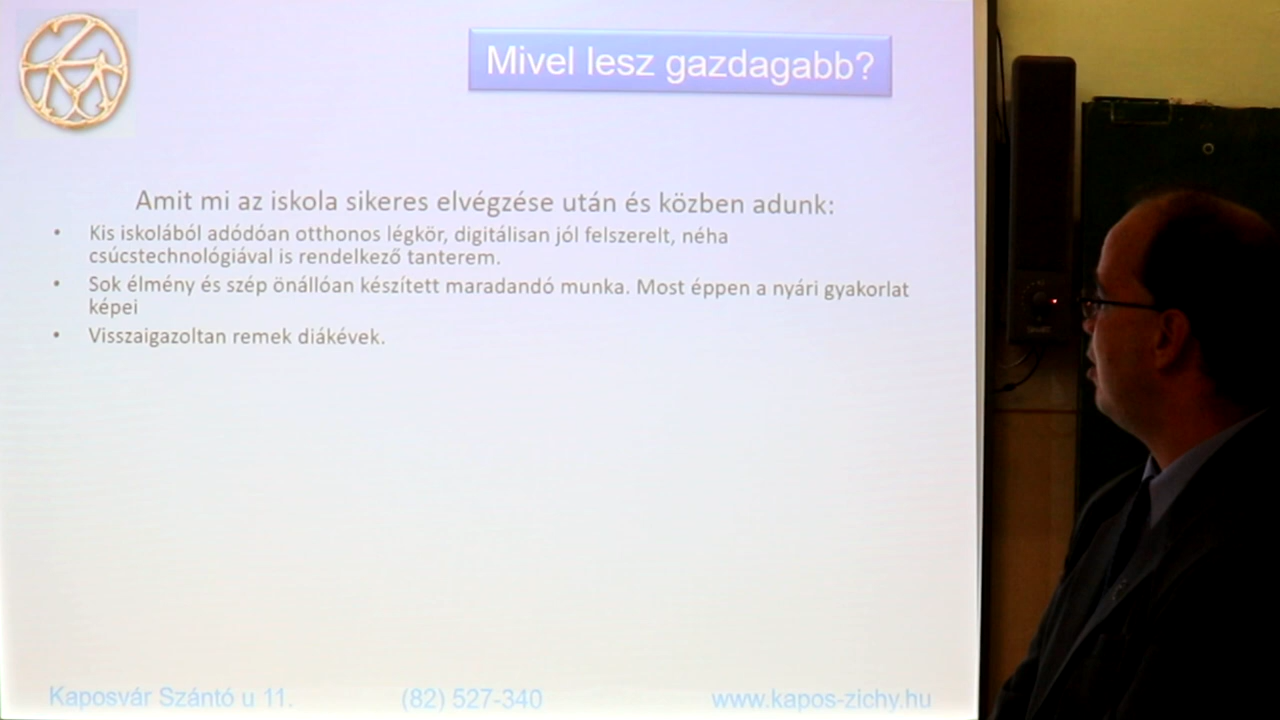 Mivel lesz gazdagabb?
Amit mi az iskola sikeres elvégzése után és közben adunk:
• Kis iskolából adódóan otthonos légkör, digitálisan jól felszerelt, néha
csúcstechnológiával is rendelkező tanterem.
• Sok élmény és szép önállóan készített maradandó munka. Most éppen a nyári gyakorlat
képei
• Visszaigazoltan remek diákévek.
Kaposvár Szántó u 11. (82) 527-340 www.kapos-zichy.hu